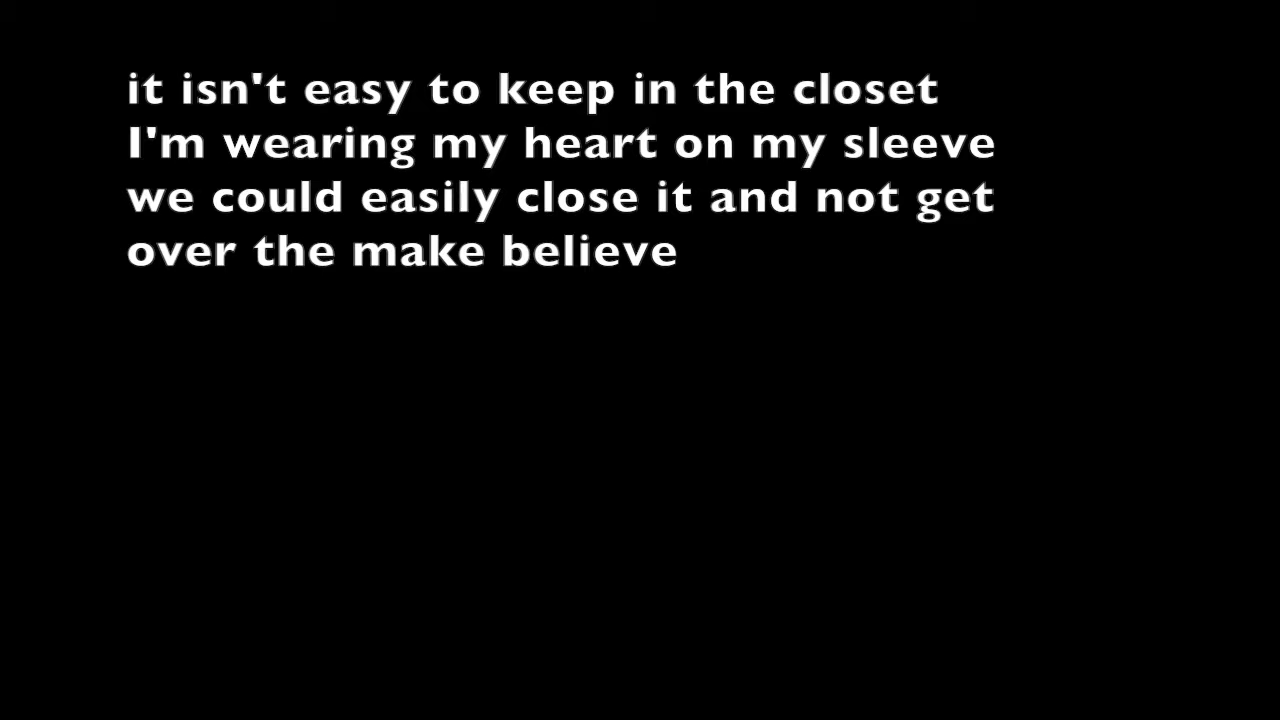 it isn't easy to keep in the closet
I'm wearing my heart on my sleeve
we could easily close it and not get
over the make believe